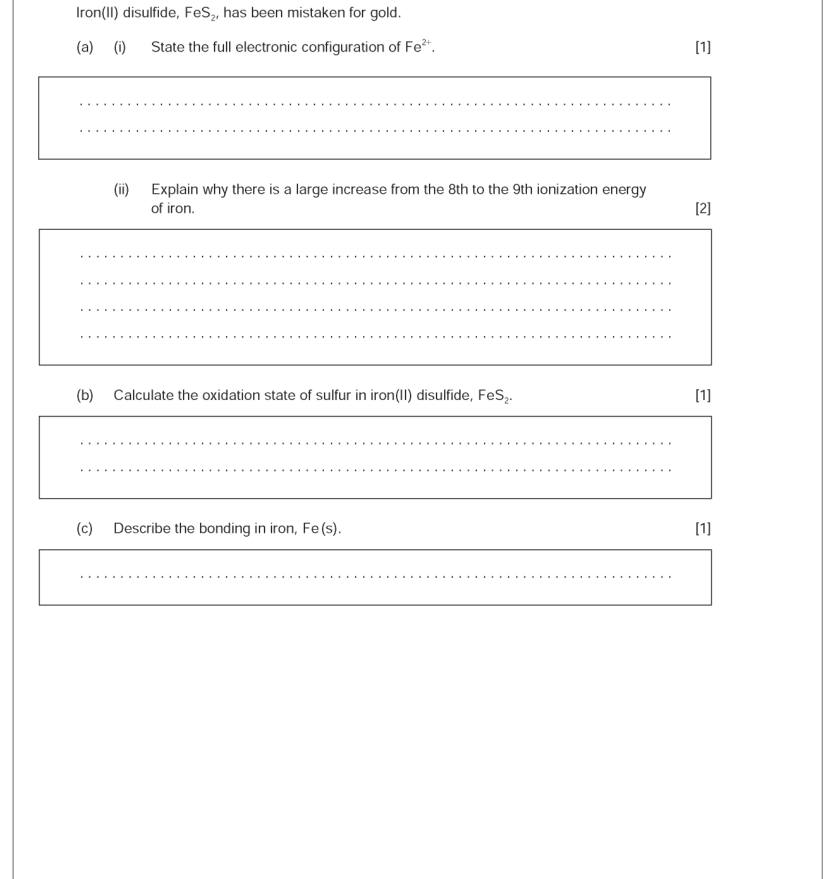 Iron(II) disulfide, FeS₂, has been mistaken for gold.
(a) (i) State the full electronic configuration of Fe²⁺. [1]
(ii) Explain why there is a large increase from the 8th to the 9th ionization energy
of iron. [2]
(b) Calculate the oxidation state of sulfur in iron(II) disulfide, FeS₂. [1]
(c) Describe the bonding in iron, Fe(s). [1]